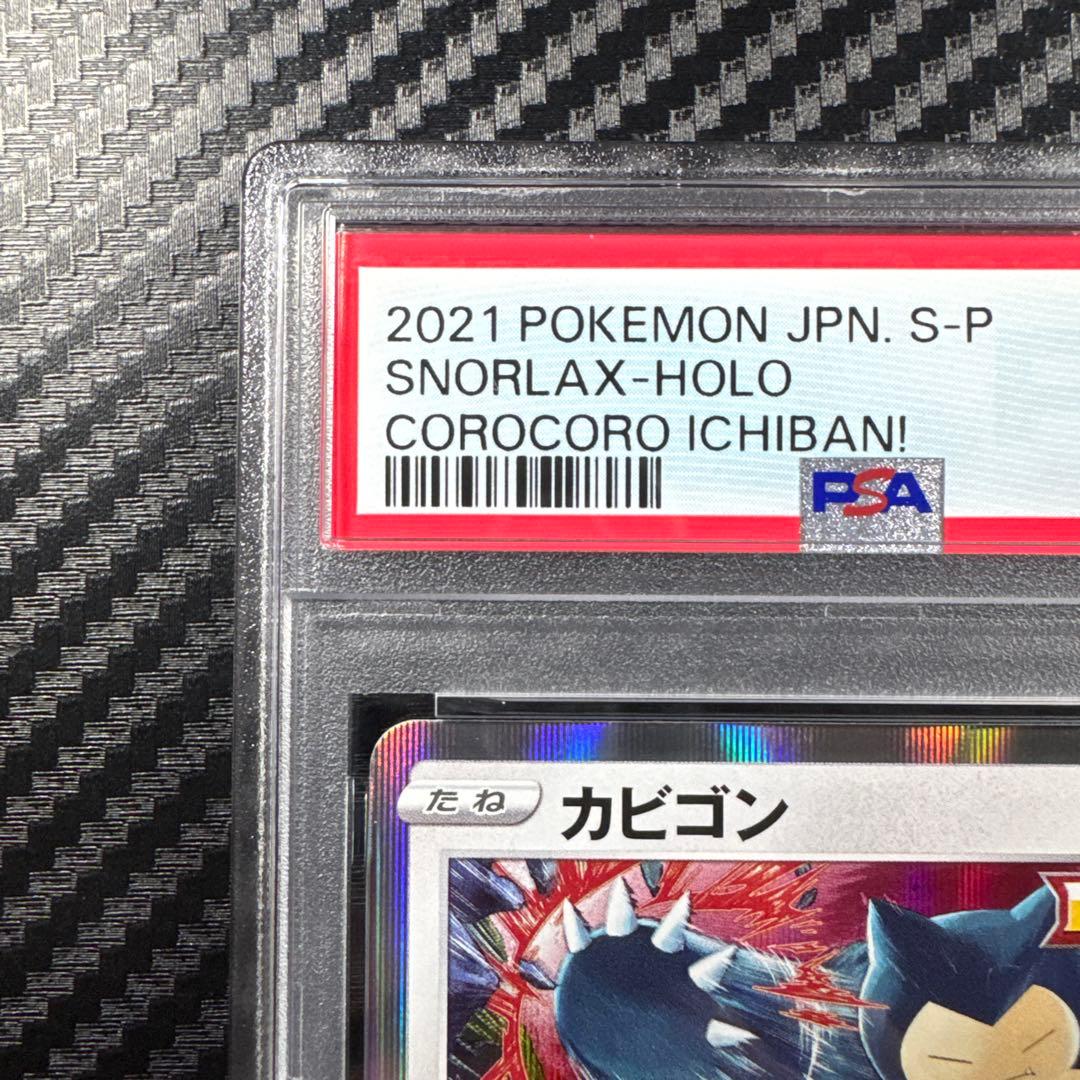 2021 POKEMON JPN. S-P
SNORLAX-HOLO
COROCORO ICHIBAN!
PSA
たね
カビゴン